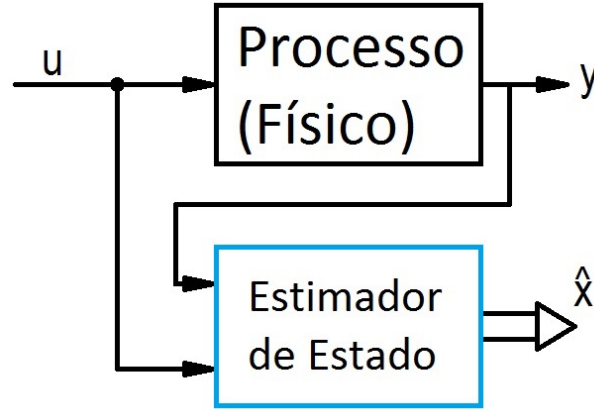 u
Processo
(Físico)
y
Estimador
de Estado
x̂